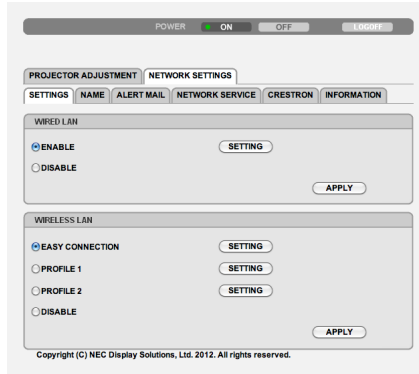 POWER ON OFF LOGOFF
PROJECTOR ADJUSTMENT NETWORK SETTINGS
SETTINGS NAME ALERT MAIL NETWORK SERVICE CRESTRON INFORMATION
WIRED LAN
ENABLE SETTING
DISABLE
APPLY
WIRELESS LAN
EASY CONNECTION SETTING
PROFILE 1 SETTING
PROFILE 2 SETTING
DISABLE
APPLY
Copyright (C) NEC Display Solutions, Ltd. 2012. All rights reserved.